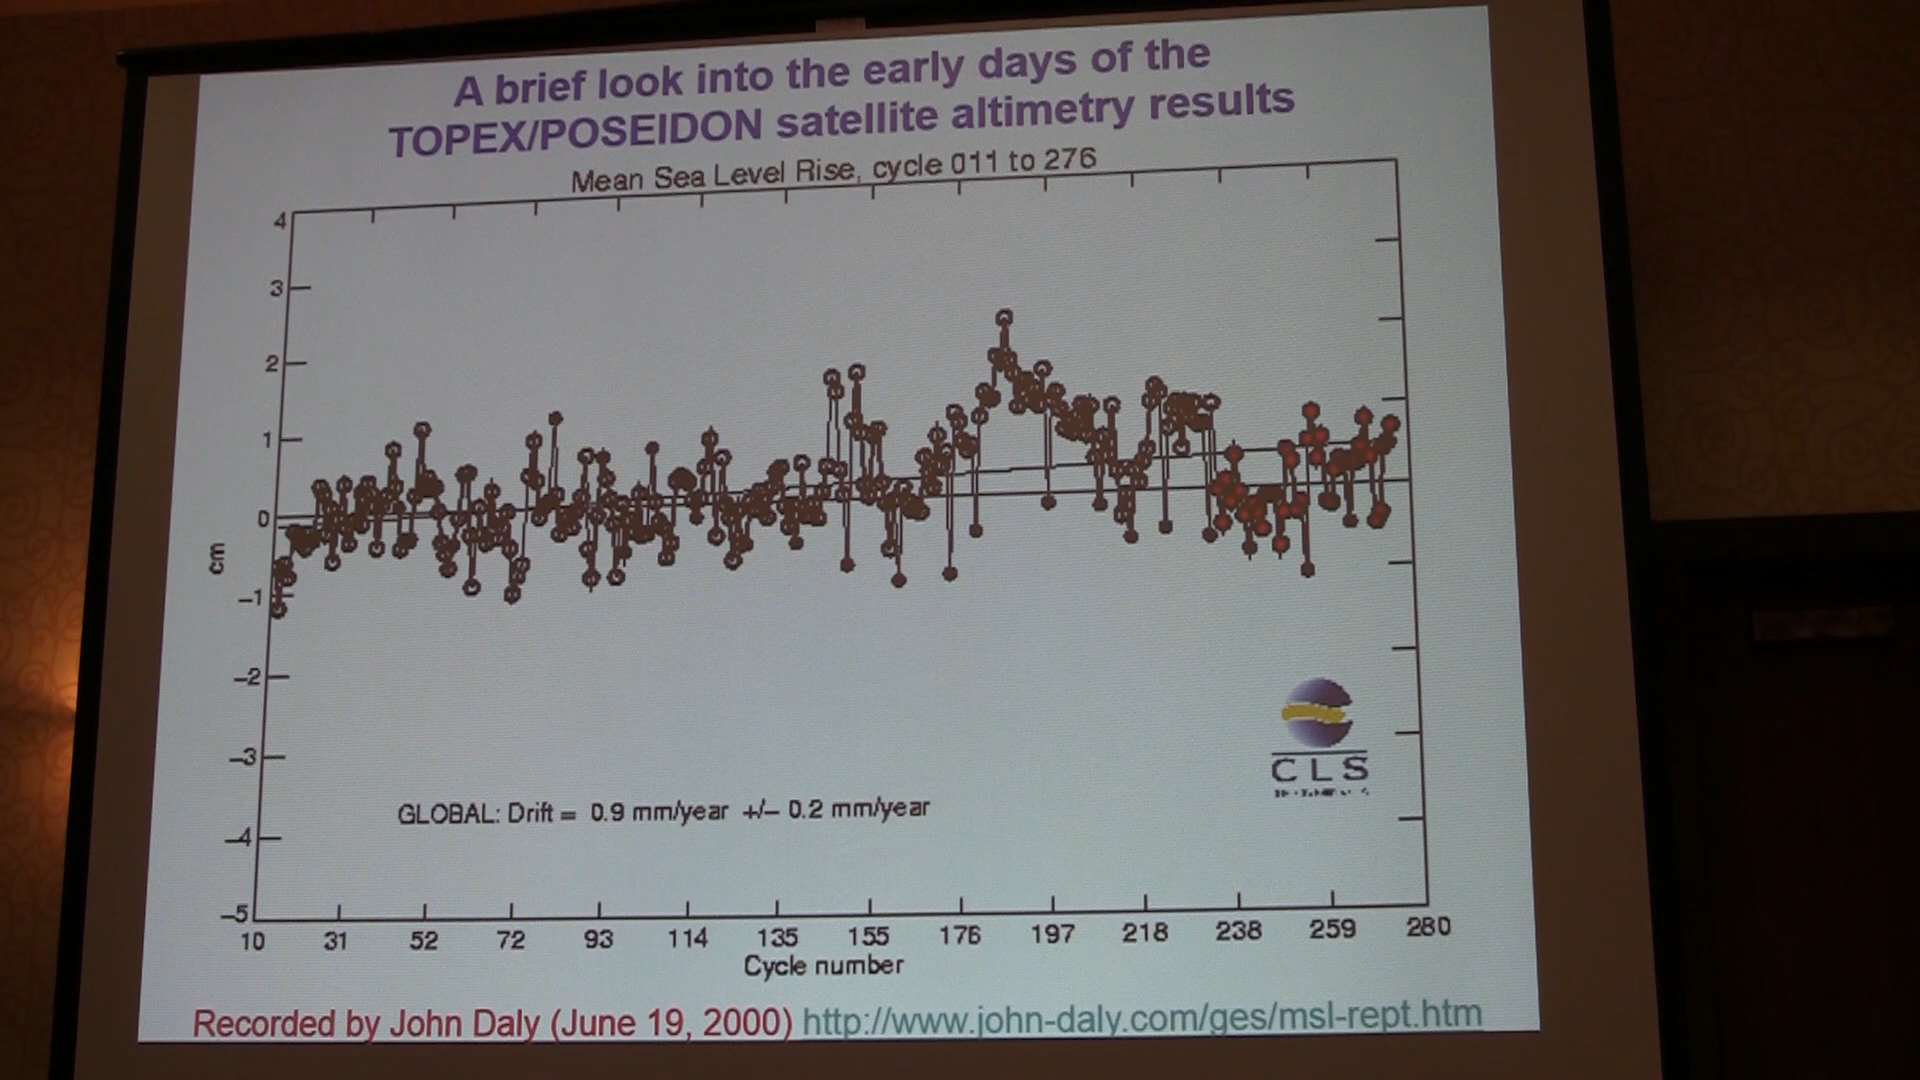 A brief look into the early days of the
TOPEX/POSEIDON satellite altimetry results
Mean Sea Level Rise, cycle 011 to 276
4
3
2
1
0
cm
−1
−2
−3
−4
−5
CLS
GLOBAL: Drift = 0.9 mm/year +/− 0.2 mm/year
10 31 52 72 93 114 135 155 176 197 218 238 259 280
Cycle number
Recorded by John Daly (June 19, 2000) http://www.john-daly.com/ges/msl-rept.htm